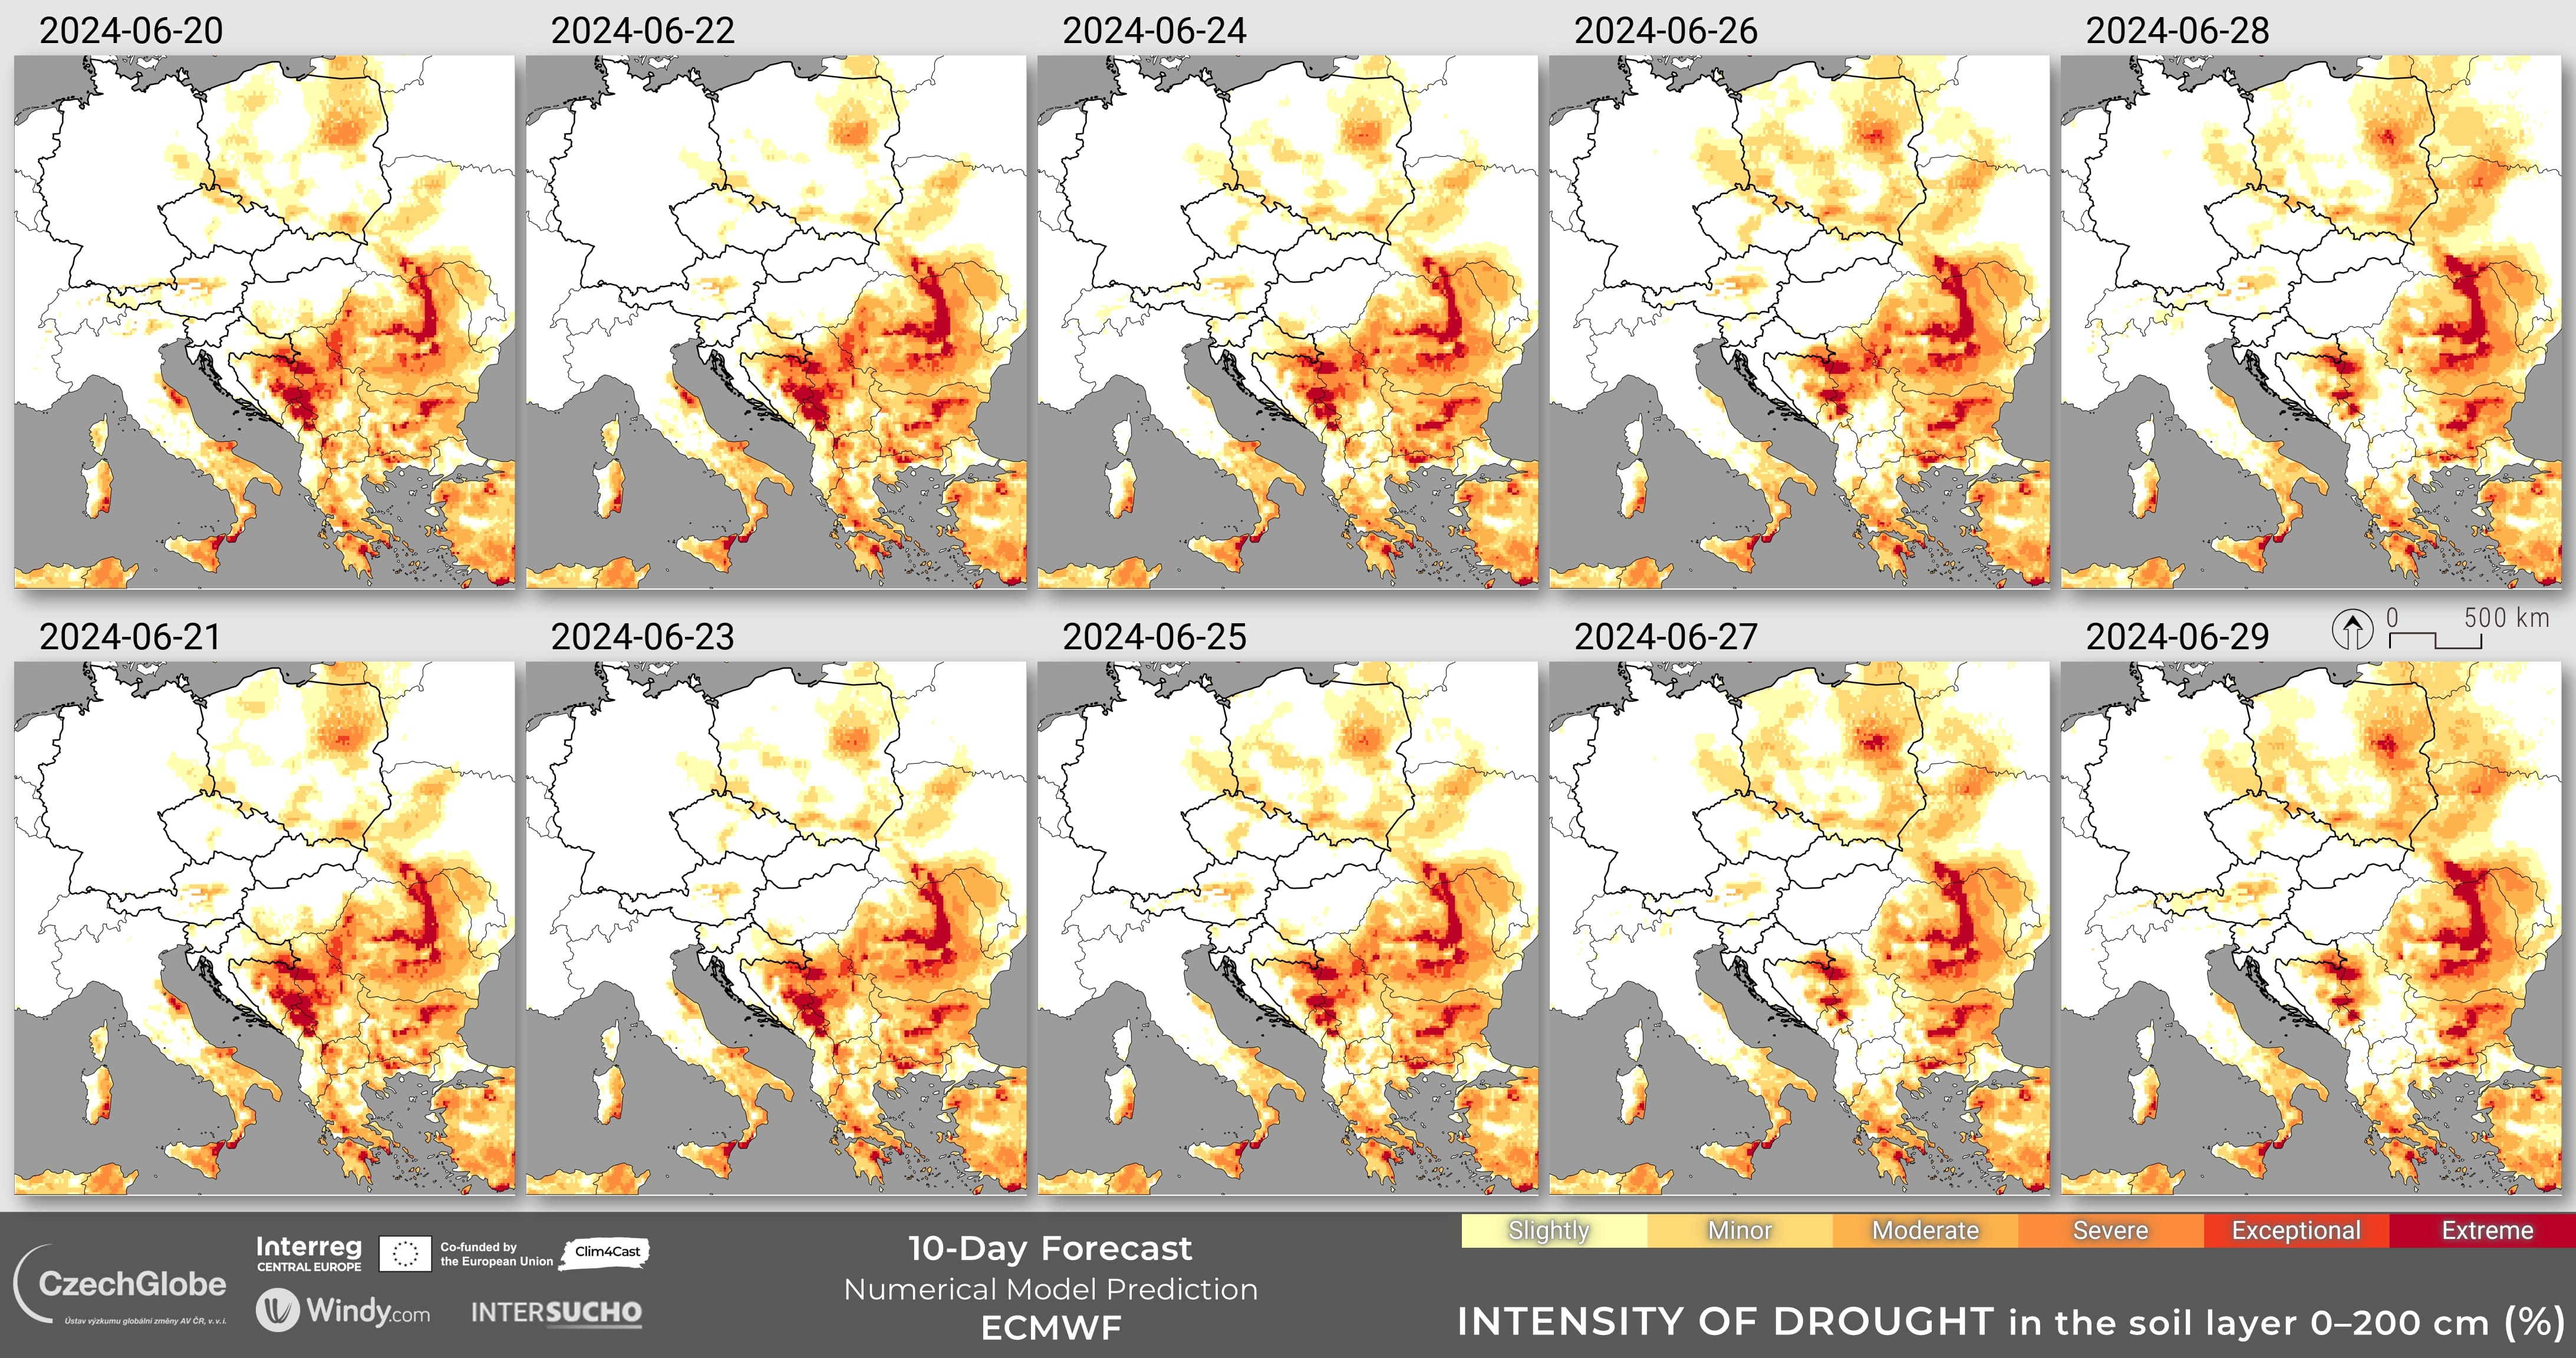 2024-06-20
2024-06-22
2024-06-24
2024-06-26
2024-06-28
0 500 km
2024-06-21
2024-06-23
2024-06-25
2024-06-27
2024-06-29
Slightly Minor Moderate Severe Exceptional Extreme
CzechGlobe
Ústav výzkumu globální změny AV ČR, v. v. i.
Interreg
CENTRAL EUROPE
Co-funded by
the European Union
Clim4Cast
Windy.com
INTERSUCHO
10-Day Forecast
Numerical Model Prediction
ECMWF
INTENSITY OF DROUGHT in the soil layer 0–200 cm (%)